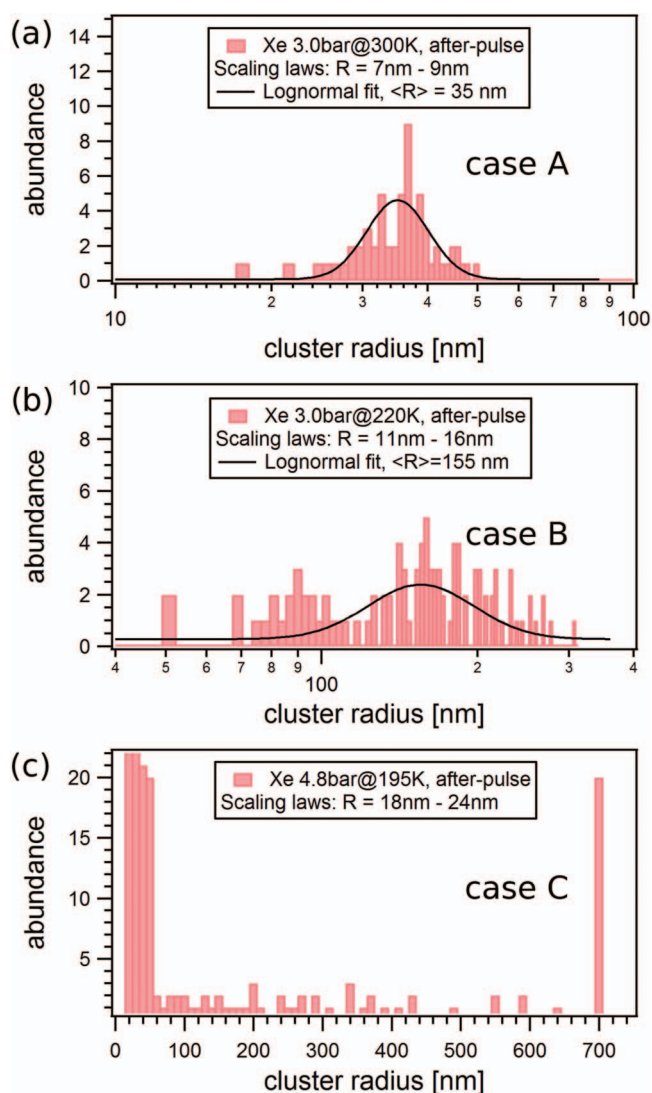 (a)
14
12
10
8
6
4
2
0
abundance
Xe 3.0bar@300K, after-pulse
Scaling laws: R = 7nm - 9nm
Lognormal fit, <R> = 35 nm
case A
10 2 3 4 5 6 7 8 9 100
cluster radius [nm]
(b)
10
8
6
4
2
0
abundance
Xe 3.0bar@220K, after-pulse
Scaling laws: R = 11nm - 16nm
Lognormal fit, <R>=155 nm
case B
4 5 6 7 8 9 100 2 3 4
cluster radius [nm]
(c)
20
15
10
5
abundance
Xe 4.8bar@195K, after-pulse
Scaling laws: R = 18nm - 24nm
case C
0 100 200 300 400 500 600 700
cluster radius [nm]